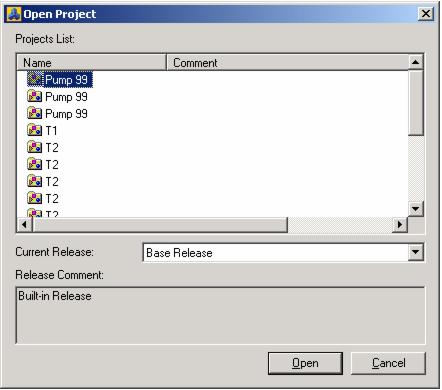 Open Project
Projects List:
Name Comment
Pump 99
Pump 99
Pump 99
T1
T2
T2
T2
T2
T2
Current Release: Base Release
Release Comment:
Built-in Release
Open Cancel